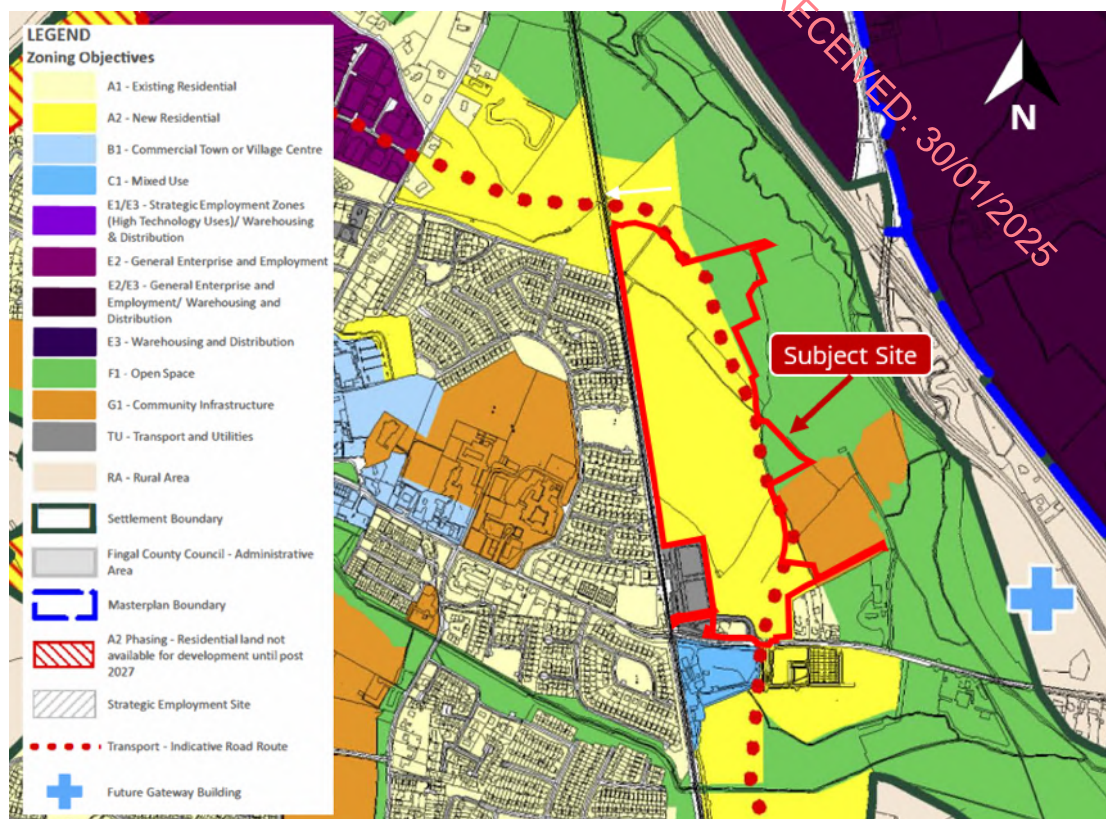 RECEIVED: 30/01/2025
LEGEND
Zoning Objectives
A1 - Existing Residential
A2 - New Residential
B1 - Commercial Town or Village Centre
C1 - Mixed Use
E1/E3 - Strategic Employment Zones
(High Technology Uses)/ Warehousing
& Distribution
E2 - General Enterprise and Employment
E2/E3 - General Enterprise and
Employment/ Warehousing and
Distribution
E3 - Warehousing and Distribution
F1 - Open Space
G1 - Community Infrastructure
TU - Transport and Utilities
RA - Rural Area
Settlement Boundary
Fingal County Council - Administrative
Area
Masterplan Boundary
A2 Phasing - Residential land not
available for development until post
2027
Strategic Employment Site
Transport - Indicative Road Route
Future Gateway Building
N
Subject Site